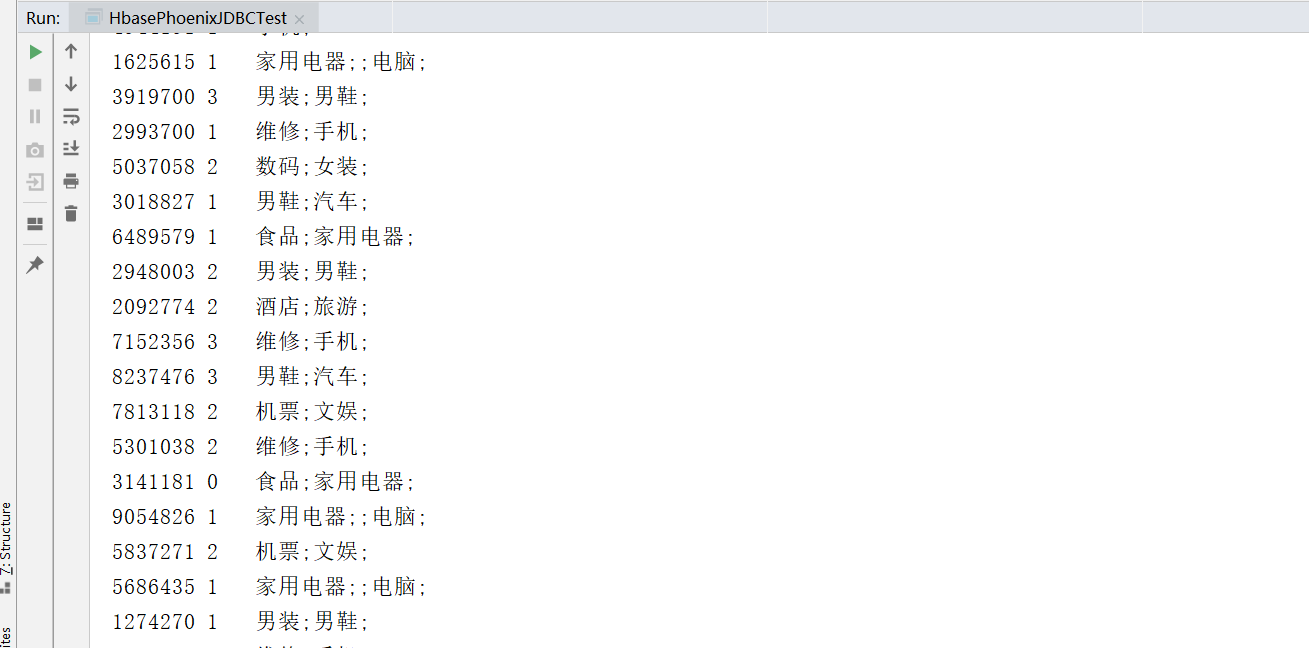 Run: HbasePhoenixJDBCTest
1625615 1 家用电器;;电脑;
3919700 3 男装;男鞋;
2993700 1 维修;手机;
5037058 2 数码;女装;
3018827 1 男鞋;汽车;
6489579 1 食品;家用电器;
2948003 2 男装;男鞋;
2092774 2 酒店;旅游;
7152356 3 维修;手机;
8237476 3 男鞋;汽车;
7813118 2 机票;文娱;
5301038 2 维修;手机;
3141181 0 食品;家用电器;
9054826 1 家用电器;;电脑;
5837271 2 机票;文娱;
5686435 1 家用电器;;电脑;
1274270 1 男装;男鞋;
7: Structure